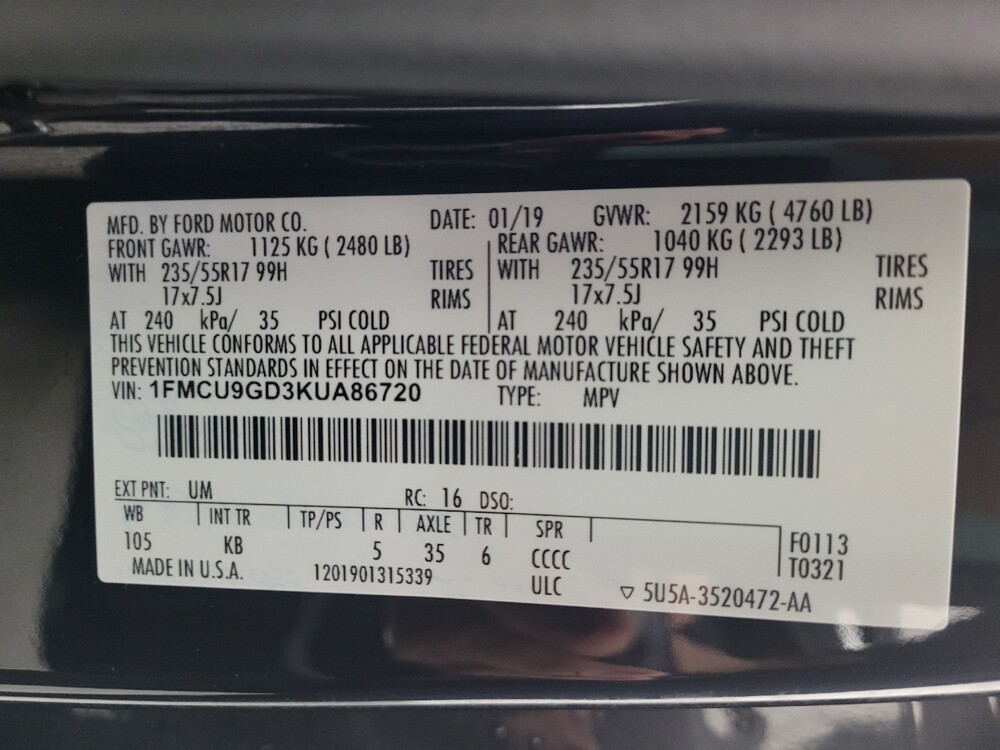 MFD. BY FORD MOTOR CO. DATE: 01/19 GVWR: 2159 KG ( 4760 LB)
FRONT GAWR: 1125 KG ( 2480 LB) REAR GAWR: 1040 KG ( 2293 LB)
WITH 235/55R17 99H TIRES WITH 235/55R17 99H TIRES
17x7.5J RIMS 17x7.5J RIMS
AT 240 kPa/ 35 PSI COLD AT 240 kPa/ 35 PSI COLD
THIS VEHICLE CONFORMS TO ALL APPLICABLE FEDERAL MOTOR VEHICLE SAFETY AND THEFT
PREVENTION STANDARDS IN EFFECT ON THE DATE OF MANUFACTURE SHOWN ABOVE.
VIN: 1FMCU9GD3KUA86720 TYPE: MPV
EXT PNT: UM RC: 16 DSO:
WB INT TR TP/PS R AXLE TR SPR F0113
105 KB 5 35 6 CCCC T0321
MADE IN U.S.A. 1201901315339 ULC ▽ 5U5A-3520472-AA